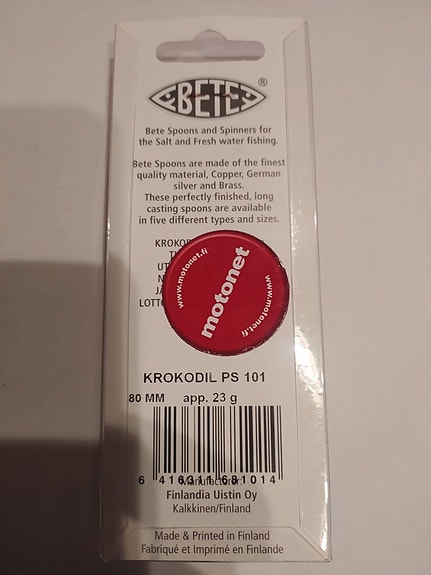 BETE ®
Bete Spoons and Spinners for
the Salt and Fresh water fishing.
Bete Spoons are made of the finest
quality material, Copper, German
silver and Brass.
These perfectly finished, long
casting spoons are available
in five different types and sizes.
www.motonet.fi
motonet
www.motonet.fi
KROKODIL PS 101
80 MM app. 23 g
6 416311 681014
Manufacturer:
Finlandia Uistin Oy
Kalkkinen/Finland
Made & Printed in Finland
Fabriqué et Imprimé en Finlande